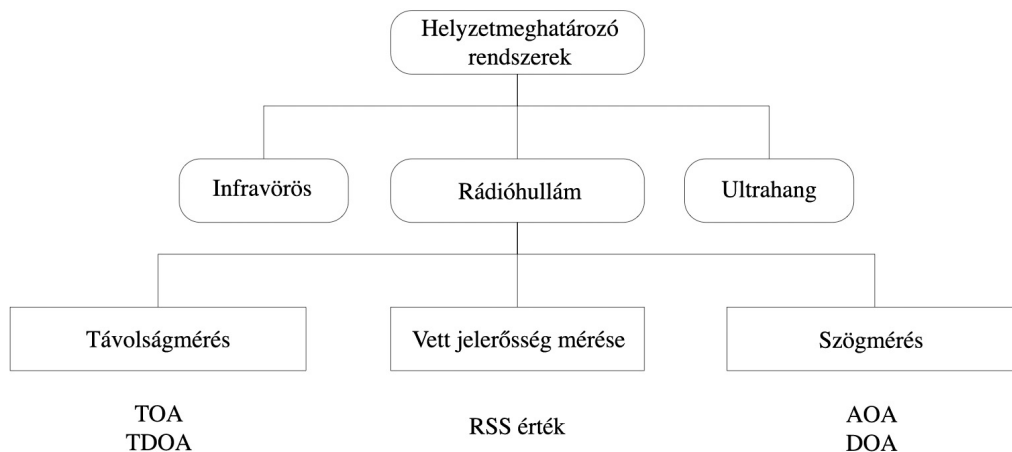 Helyzetmeghatározó
rendszerek
Infravörös
Rádióhullám
Ultrahang
Távolságmérés
Vett jelerősség mérése
Szögmérés
TOA
TDOA
RSS érték
AOA
DOA